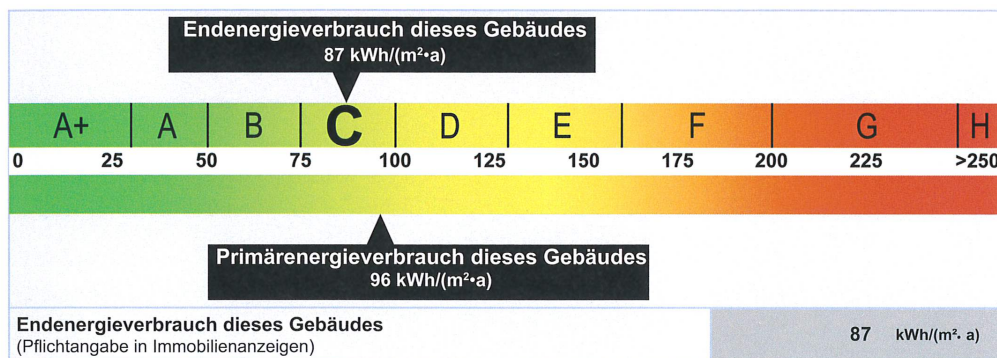 Endenergieverbrauch dieses Gebäudes
87 kWh/(m²•a)
A+ A B C D E F G H
0 25 50 75 100 125 150 175 200 225 >250
Primärenergieverbrauch dieses Gebäudes
96 kWh/(m²•a)
Endenergieverbrauch dieses Gebäudes
(Pflichtangabe in Immobilienanzeigen)
87 kWh/(m²· a)